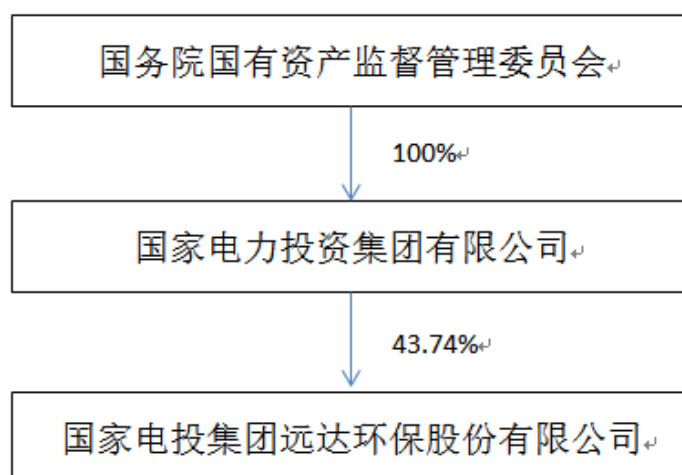 国务院国有资产监督管理委员会
100%
国家电力投资集团有限公司
43.74%
国家电投集团远达环保股份有限公司